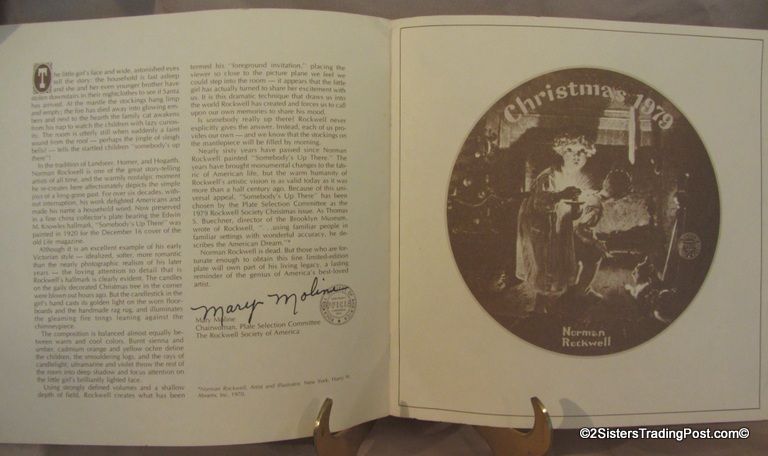 The little girl's face and wide, astonished eyes
tell the story: the household is fast asleep
and she and her even younger brother have
stolen downstairs in their nightclothes to see if Santa
has arrived. At the mantle the stockings hang limp
and empty; the fire has died away into glowing em-
bers and next to the hearth the family cat awakens
from his nap to watch the children with lazy curios-
ity. The room is utterly still when suddenly a faint
sound from the roof — perhaps the jingle of sleigh
bells? — tells the startled children "somebody's up
there"!
In the tradition of Landseer, Homer, and Hogarth,
Norman Rockwell is one of the great story-telling
artists of all time, and the warmly nostalgic moment
he re-creates here affectionately depicts the simple
joys of a long-gone past. For over six decades, with-
out interruption, his work delighted Americans and
made his name a household word. Now preserved
in a fine china collector's plate bearing the Edwin
M. Knowles hallmark, "Somebody's Up There" was
painted in 1920 for the December 16 cover of the
old Life magazine.
Although it is an excellent example of his early
Victorian style — idealized, softer, more romantic
than the nearly photographic realism of his later
years — the loving attention to detail that is
Rockwell's hallmark is clearly evident. The candles
on the gaily decorated Christmas tree in the corner
were blown out hours ago. But the candlestick in the
girl's hand casts its golden light on the worn floor-
boards and the handmade rag rug, and illuminates
the gleaming fire tongs leaning against the
chimneypiece.
The composition is balanced almost equally be-
tween warm and cool colors. Burnt sienna and
umber, cadmium orange and yellow ochre define
the children, the smouldering logs, and the rays of
candlelight; ultramarine and violet throw the rest of
the room into deep shadow and focus attention on
the little girl's brilliantly lighted face.
Using strongly defined volumes and a shallow
depth of field, Rockwell creates what has been
termed his "foreground invitation," placing the
viewer so close to the picture plane we feel we
could step into the room — it appears that the little
girl has actually turned to share her excitement with
us. It is this dramatic technique that draws us into
the world Rockwell has created and forces us to call
upon our own memories to share his mood.
Is somebody really up there? Rockwell never
explicitly gives the answer. Instead, each of us pro-
vides our own — and we know that the stockings on
the mantlepiece will be filled by morning.
Nearly sixty years have passed since Norman
Rockwell painted "Somebody's Up There." The
years have brought monumental changes to the fab-
ric of American life, but the warm humanity of
Rockwell's artistic vision is as valid today as it was
more than a half century ago. Because of this uni-
versal appeal, "Somebody's Up There" has been
chosen by the Plate Selection Committee as the
1979 Rockwell Society Christmas issue. As Thomas
S. Buechner, director of the Brooklyn Museum,
wrote of Rockwell, ". . .using familiar people in
familiar settings with wonderful accuracy, he de-
scribes the American Dream."*
Norman Rockwell is dead. But those who are for-
tunate enough to obtain this fine limited-edition
plate will own part of his living legacy, a lasting
reminder of the genius of America's best-loved
artist.
Mary Moline
Mary Moline
Chairwoman, Plate Selection Committee
The Rockwell Society of America
*Norman Rockwell, Artist and Illustrator, New York: Harry N.
Abrams, Inc. 1970.
Christmas 1979
Norman
Rockwell
©2SistersTradingPost.com©